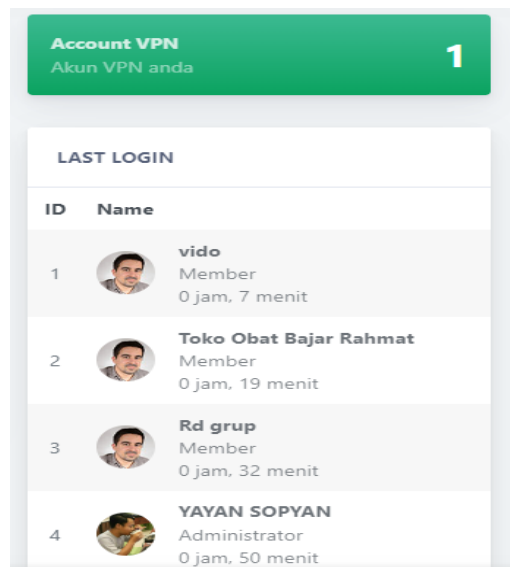 Account VPN
Akun VPN anda
1
LAST LOGIN
ID Name
1
vido
Member
0 jam, 7 menit
2
Toko Obat Bajar Rahmat
Member
0 jam, 19 menit
3
Rd grup
Member
0 jam, 32 menit
4
YAYAN SOPYAN
Administrator
0 jam, 50 menit